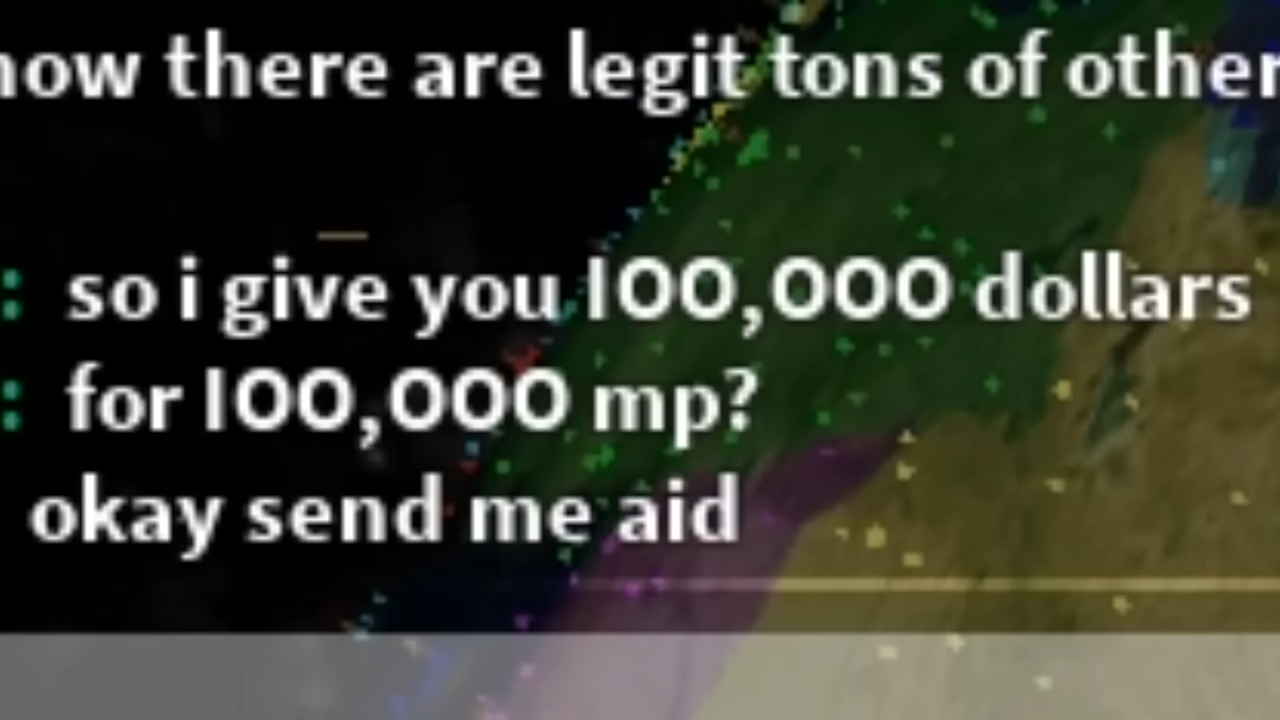 there are legit tons of other
: so i give you 100,000 dollars
: for 100,000 mp?
okay send me aid